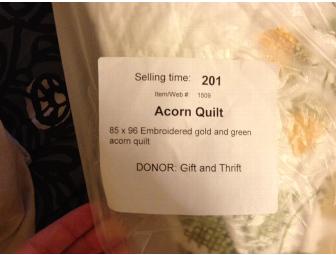 Selling time: 201
Item/Web # 1509
Acorn Quilt
85 x 96 Embroidered gold and green
acorn quilt
DONOR: Gift and Thrift